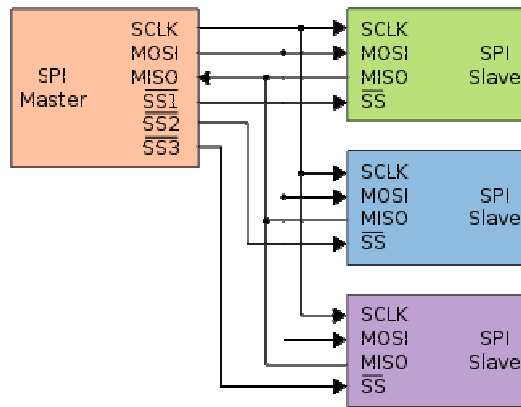 SPI
Master
SCLK
MOSI
MISO
SS1
SS2
SS3
SCLK
MOSI
MISO
SS
SPI
Slave
SCLK
MOSI
MISO
SS
SPI
Slave
SCLK
MOSI
MISO
SS
SPI
Slave